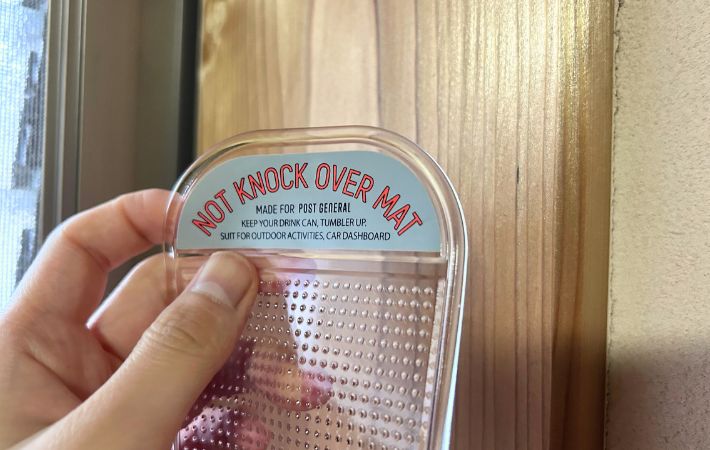 NOT KNOCK OVER MAT
MADE FOR POST GENERAL
KEEP YOUR DRINK CAN, TUMBLER UP.
SUIT FOR OUTDOOR ACTIVITIES, CAR DASHBOARD